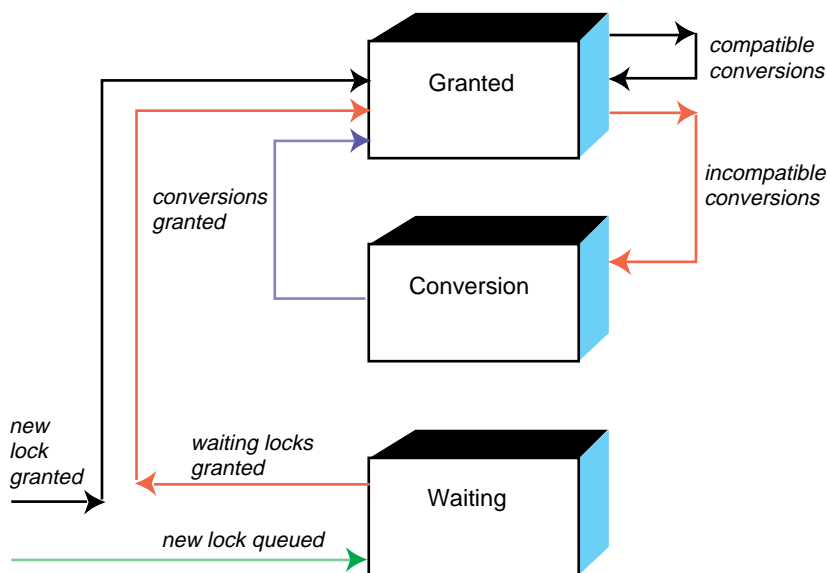 Granted
compatible
conversions
incompatible
conversions
conversions
granted
Conversion
new
lock
granted
waiting locks
granted
Waiting
new lock queued